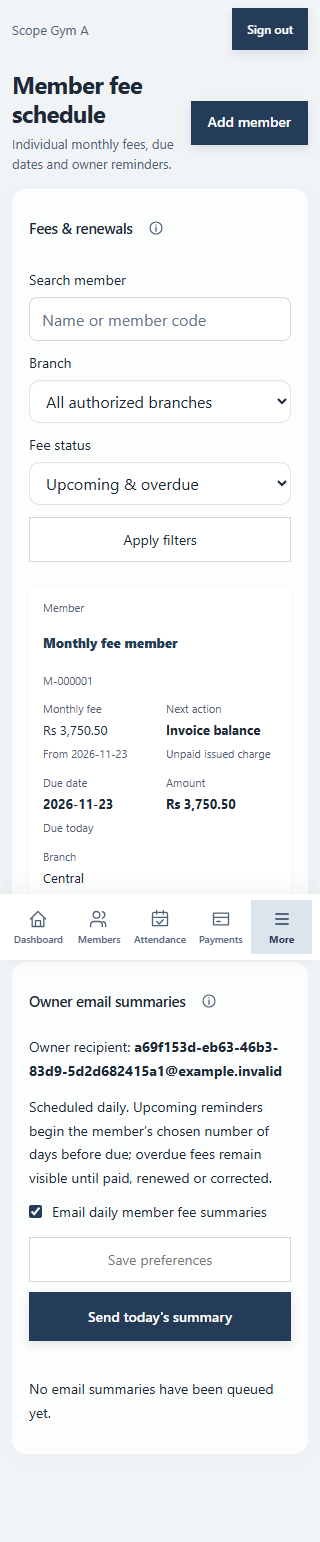 Scope Gym A
Sign out
Member fee
schedule
Add member
Individual monthly fees, due
dates and owner reminders.
Fees & renewals
Search member
Name or member code
Branch
All authorized branches
Fee status
Upcoming & overdue
Apply filters
Member
Monthly fee member
M-000001
Monthly fee
Next action
Rs 3,750.50
Invoice balance
From 2026-11-23
Unpaid issued charge
Due date
Amount
2026-11-23
Rs 3,750.50
Due today
Branch
Central
Dashboard
Members
Attendance
Payments
More
Owner email summaries
Owner recipient: a69f153d-eb63-46b3-
83d9-5d2d682415a1@example.invalid
Scheduled daily. Upcoming reminders
begin the member’s chosen number of
days before due; overdue fees remain
visible until paid, renewed or corrected.
Email daily member fee summaries
Save preferences
Send today's summary
No email summaries have been queued
yet.